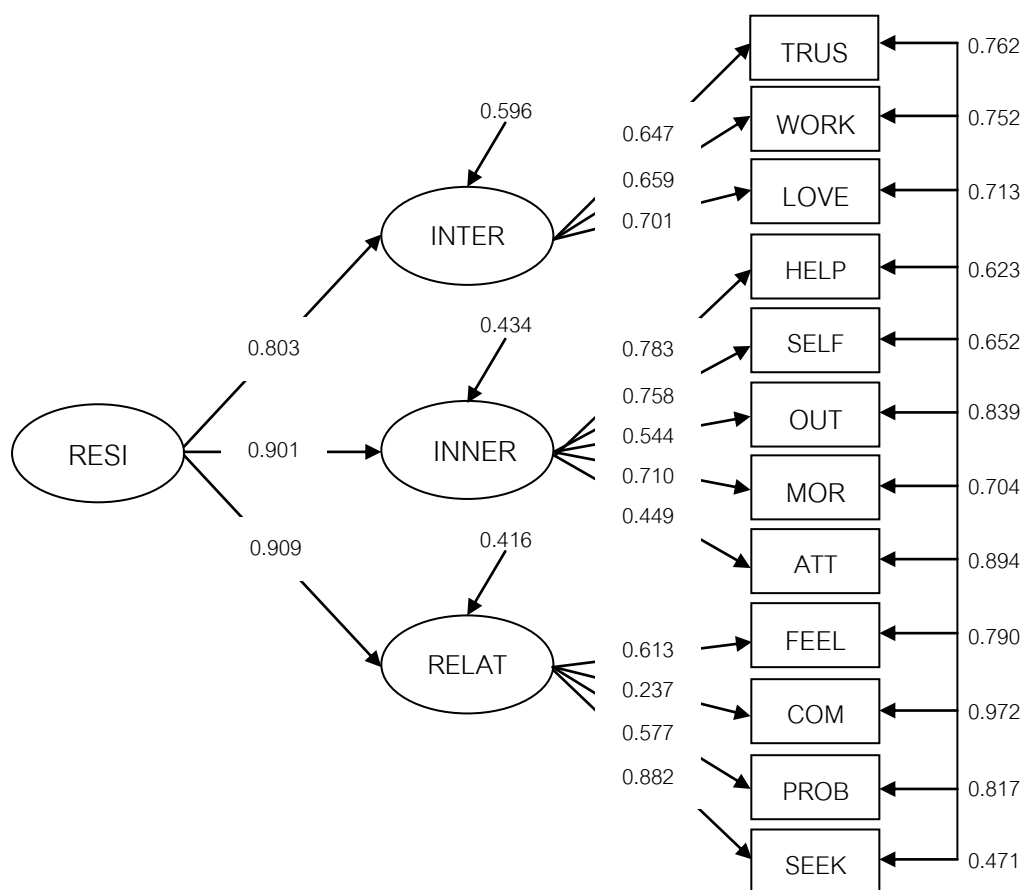 TRUS
0.762
0.596
0.647
WORK
0.752
0.659
LOVE
0.713
0.701
INTER
HELP
0.623
0.803
0.434
0.783
SELF
0.652
0.758
OUT
0.839
0.544
RESI
0.901
INNER
0.710
MOR
0.704
0.449
0.909
0.416
ATT
0.894
FEEL
0.790
0.613
RELAT
0.237
COM
0.972
0.577
0.882
PROB
0.817
SEEK
0.471